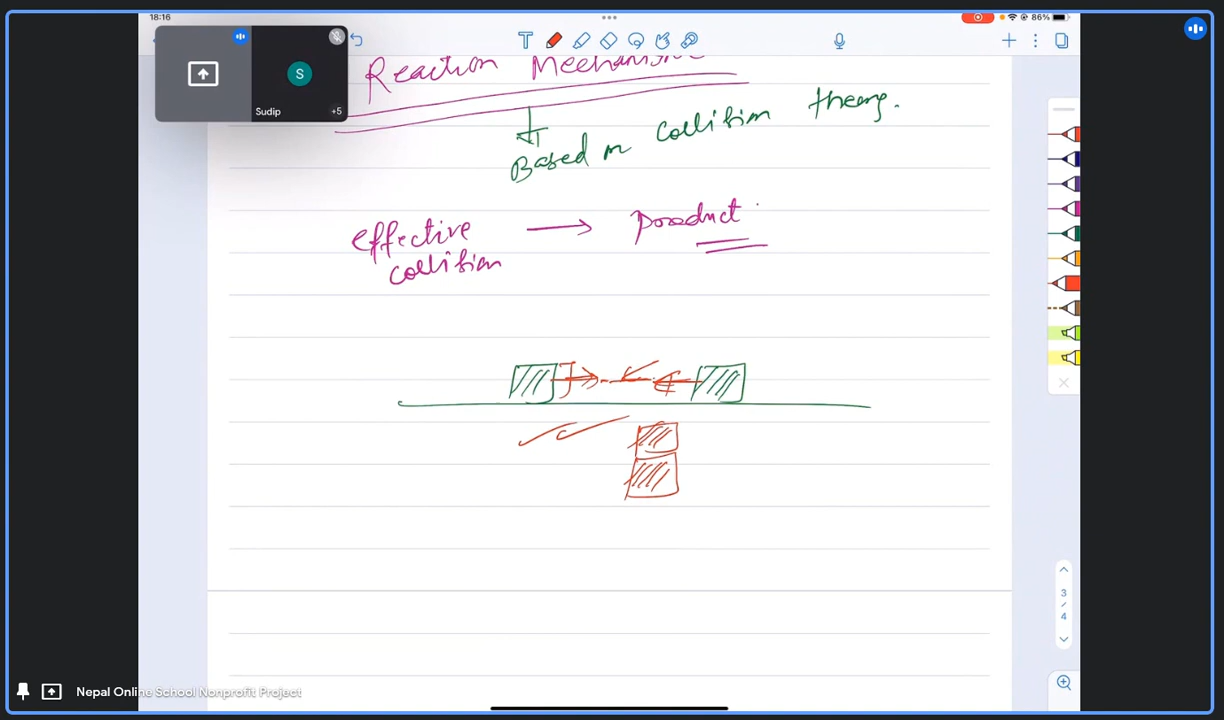 18:16
86%
Reaction Mechanisms
Based on collision theory.
effective → product
collision
S
Sudip
+5
3
/
4
Nepal Online School Nonprofit Project